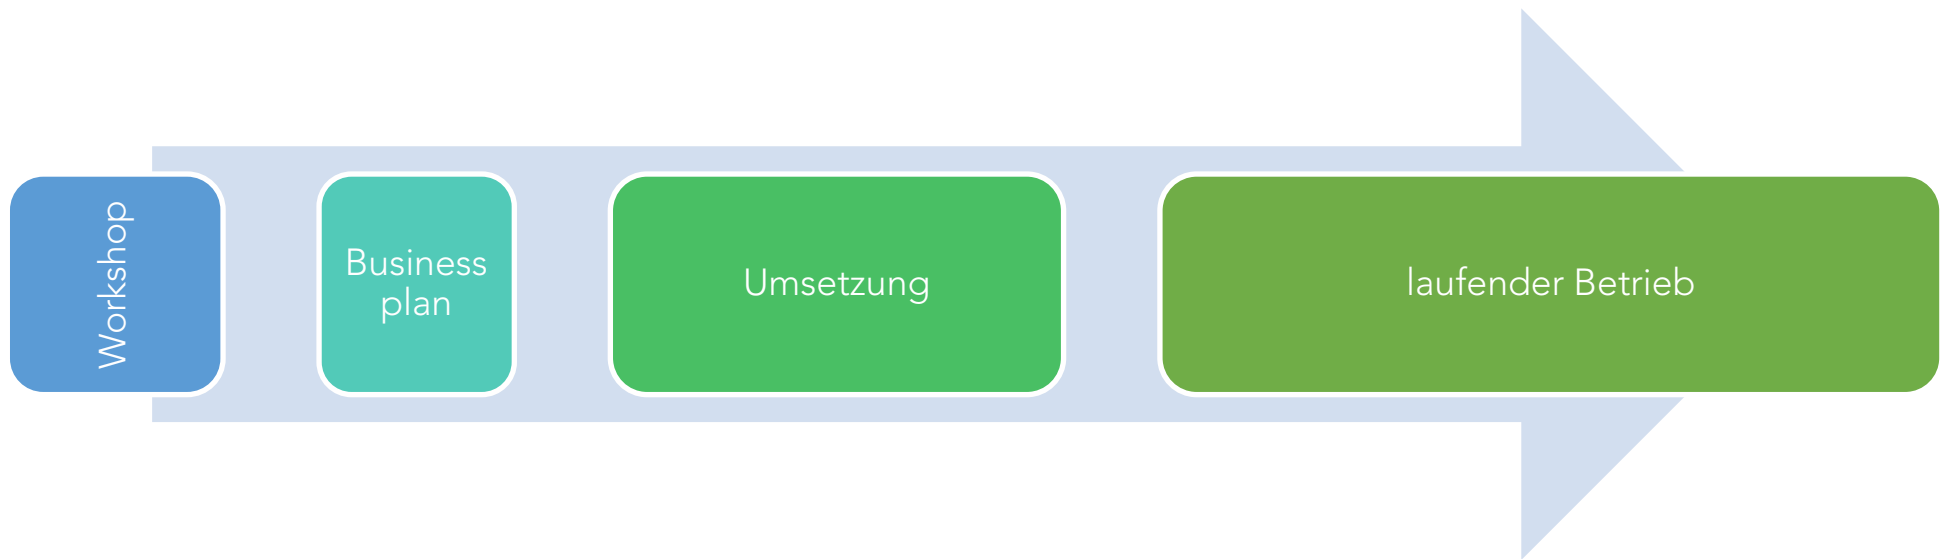 Workshop
Business
plan
Umsetzung
laufender Betrieb